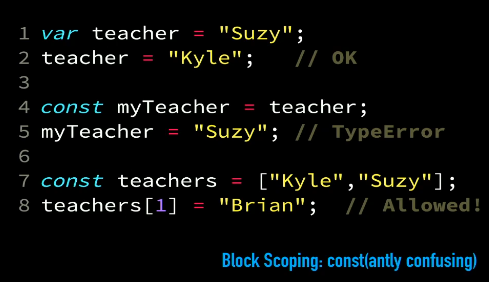 1 var teacher = "Suzy";
2 teacher = "Kyle";   // OK
3
4 const myTeacher = teacher;
5 myTeacher = "Suzy"; // TypeError
6
7 const teachers = ["Kyle","Suzy"];
8 teachers[1] = "Brian";  // Allowed!
Block Scoping: const(antly confusing)